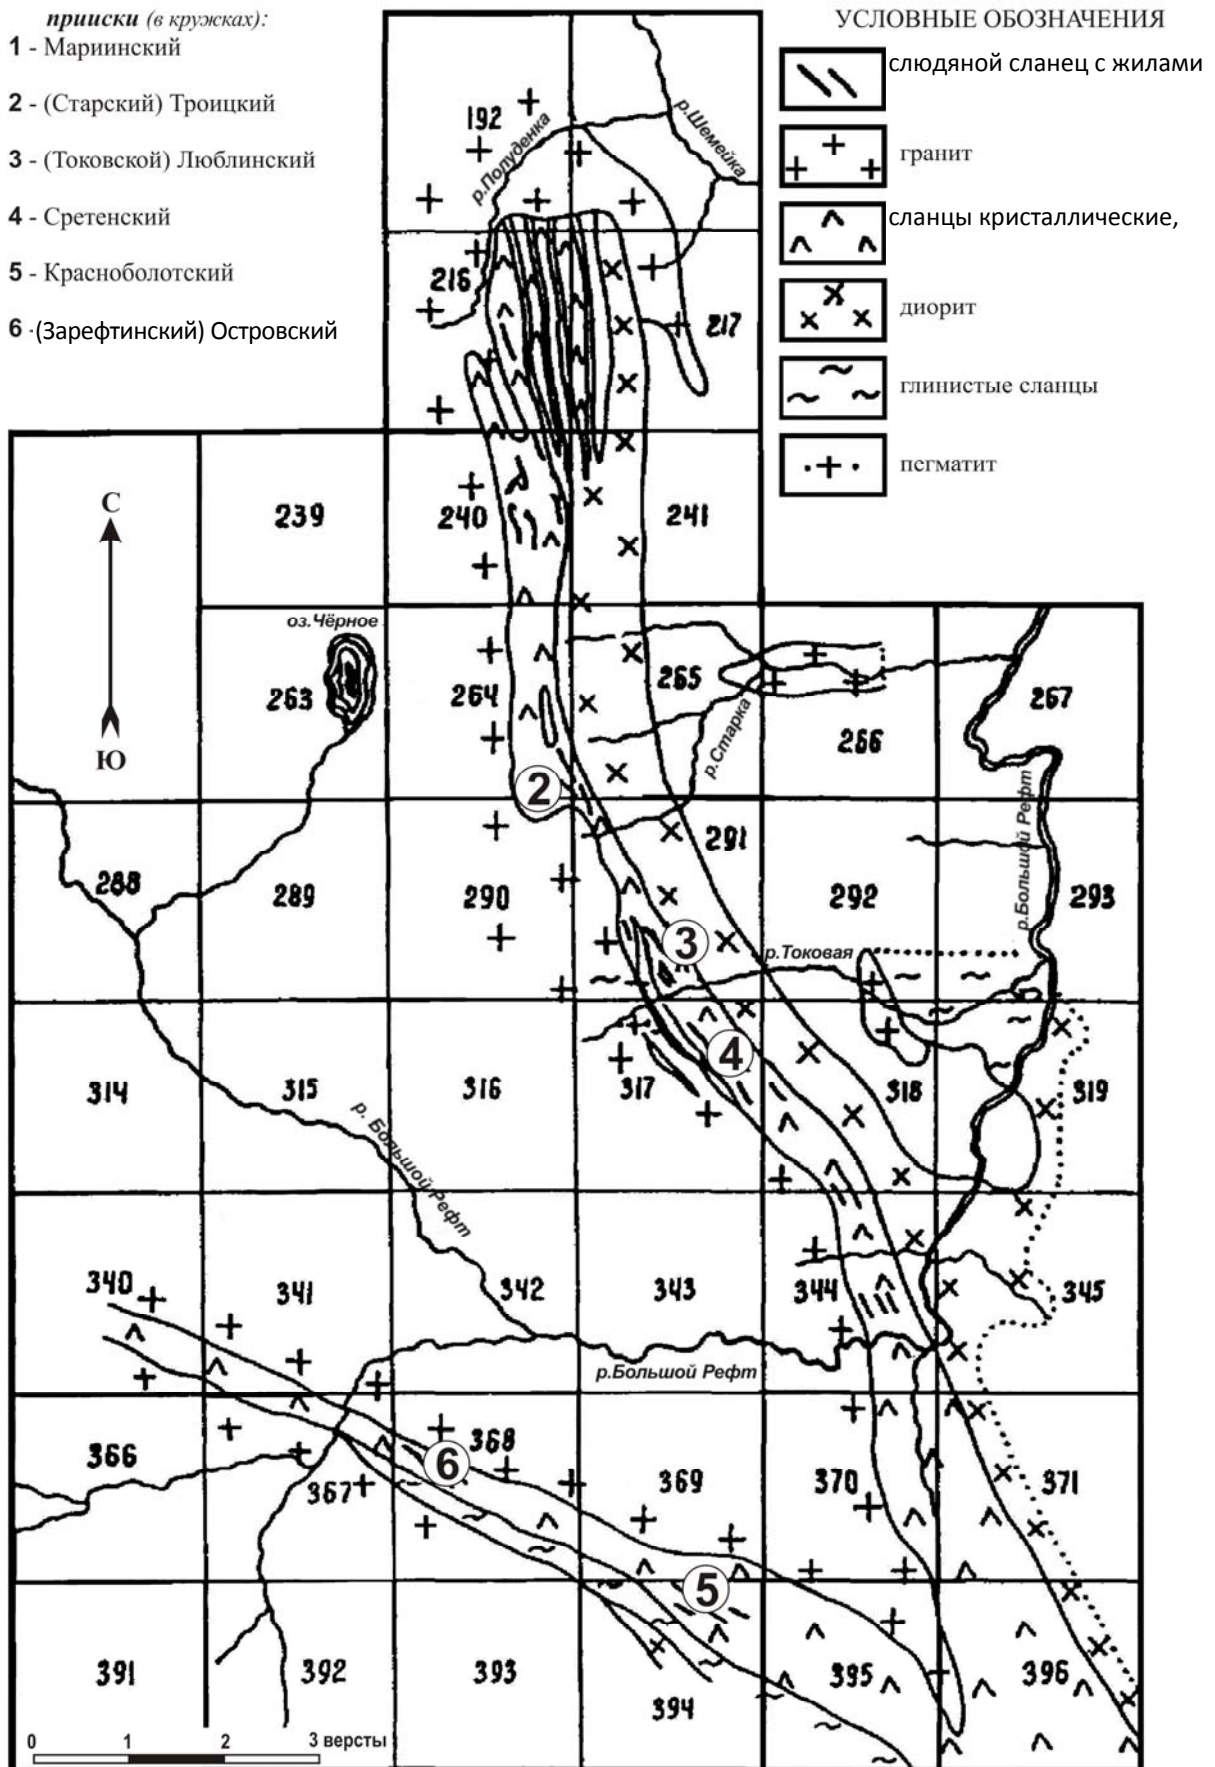 прииски (в кружках):
1 - Мариинский
2 - (Старский) Троицкий
3 - (Токовской) Люблинский
4 - Сретенский
5 - Красноболотский
6 - (Зарефтинский) Островский
УСЛОВНЫЕ ОБОЗНАЧЕНИЯ
слюдяной сланец с жилами
гранит
сланцы кристаллические,
диорит
глинистые сланцы
пегматит
192
р.Полуденка
р.Шемейка
216
217
С
Ю
239
240
241
оз.Чёрное
263
264
265
266
267
р.Старка
р.Большой Рефт
2
288
289
290
291
292
293
3
р.Токовая
4
314
315
316
317
318
319
р. Большой Рефт
340
341
342
343
344
345
р.Большой Рефт
366
367
368
369
370
371
6
5
391
392
393
394
395
396
0 1 2 3 версты